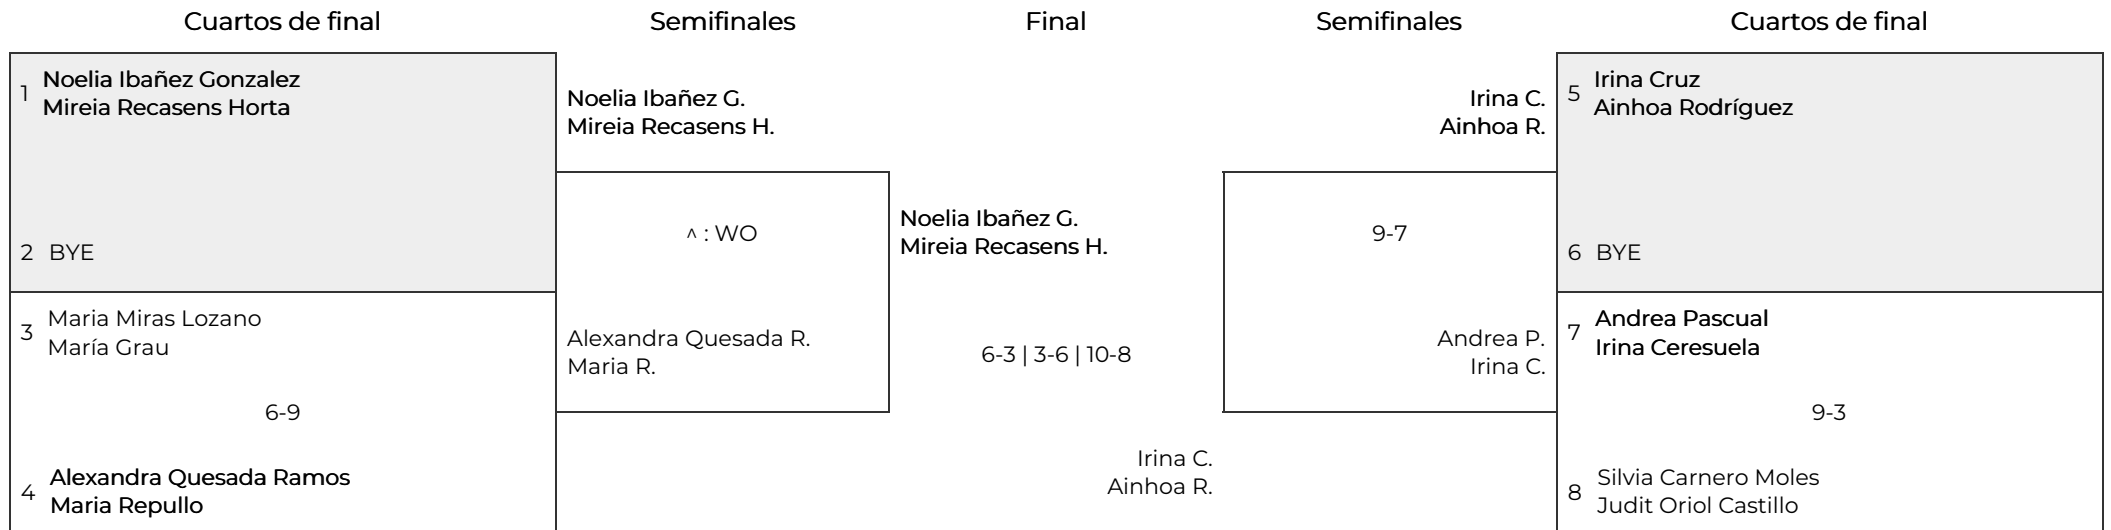 Cuartos de final
Semifinales
Final
Semifinales
Cuartos de final
1
Noelia Ibañez Gonzalez
Mireia Recasens Horta
2 BYE
3
Maria Miras Lozano
María Grau
6-9
4
Alexandra Quesada Ramos
Maria Repullo
Noelia Ibañez G.
Mireia Recasens H.
^ : WO
Alexandra Quesada R.
Maria R.
Noelia Ibañez G.
Mireia Recasens H.
6-3 | 3-6 | 10-8
Irina C.
Ainhoa R.
Irina C.
Ainhoa R.
9-7
Andrea P.
Irina C.
5
Irina Cruz
Ainhoa Rodríguez
6 BYE
7
Andrea Pascual
Irina Ceresuela
9-3
8
Silvia Carnero Moles
Judit Oriol Castillo